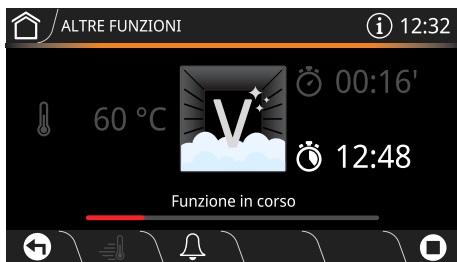 ALTRE FUNZIONI
i 12:32
60 °C
V
00:16'
12:48
Funzione in corso